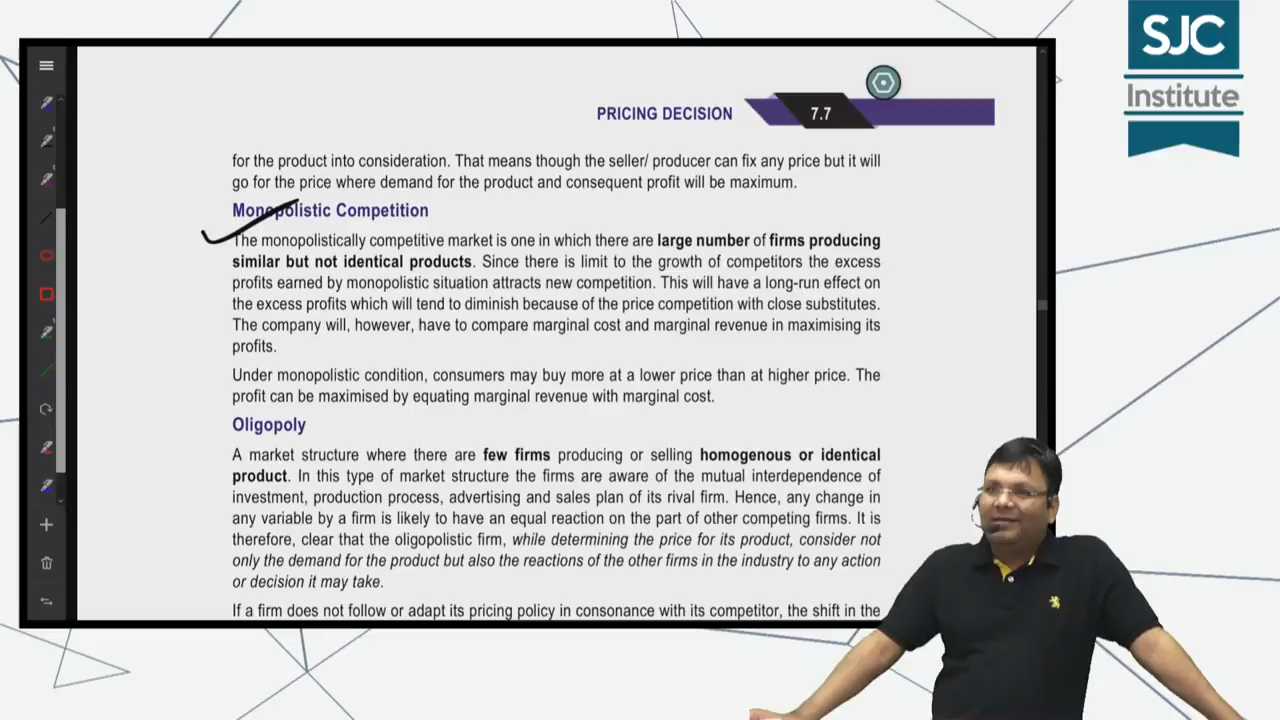 SJC
Institute
PRICING DECISION 7.7
for the product into consideration. That means though the seller/ producer can fix any price but it will
go for the price where demand for the product and consequent profit will be maximum.
Monopolistic Competition
The monopolistically competitive market is one in which there are large number of firms producing
similar but not identical products. Since there is limit to the growth of competitors the excess
profits earned by monopolistic situation attracts new competition. This will have a long-run effect on
the excess profits which will tend to diminish because of the price competition with close substitutes.
The company will, however, have to compare marginal cost and marginal revenue in maximising its
profits.
Under monopolistic condition, consumers may buy more at a lower price than at higher price. The
profit can be maximised by equating marginal revenue with marginal cost.
Oligopoly
A market structure where there are few firms producing or selling homogenous or identical
product. In this type of market structure the firms are aware of the mutual interdependence of
investment, production process, advertising and sales plan of its rival firm. Hence, any change in
any variable by a firm is likely to have an equal reaction on the part of other competing firms. It is
therefore, clear that the oligopolistic firm, while determining the price for its product, consider not
only the demand for the product but also the reactions of the other firms in the industry to any action
or decision it may take.
If a firm does not follow or adapt its pricing policy in consonance with its competitor, the shift in the